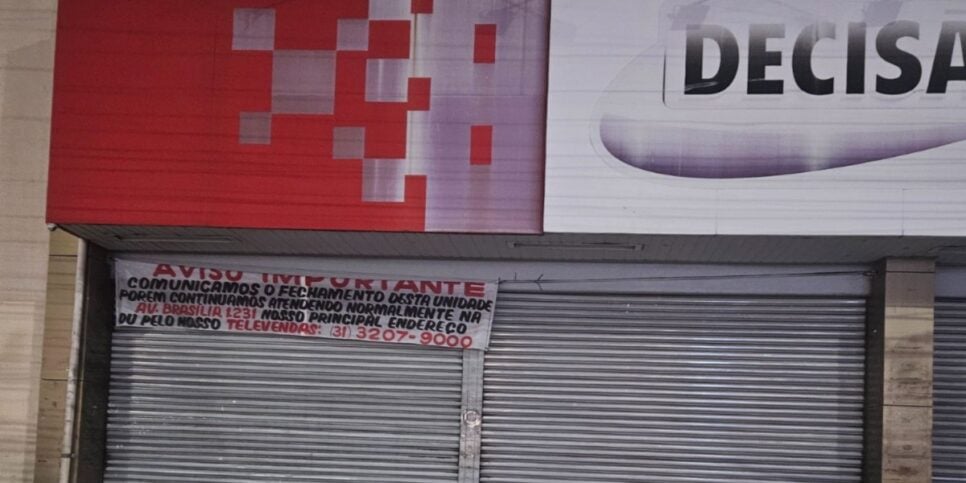 DECISA
AVISO IMPORTANTE
COMUNICAMOS O FECHAMENTO DESTA UNIDADE
POREM CONTINUAMOS ATENDENDO NORMALMENTE NA
AV. BRASILIA 1231 NOSSO PRINCIPAL ENDEREÇO
OU PELO NOSSO TELEVENDAS: (31) 3207-9000